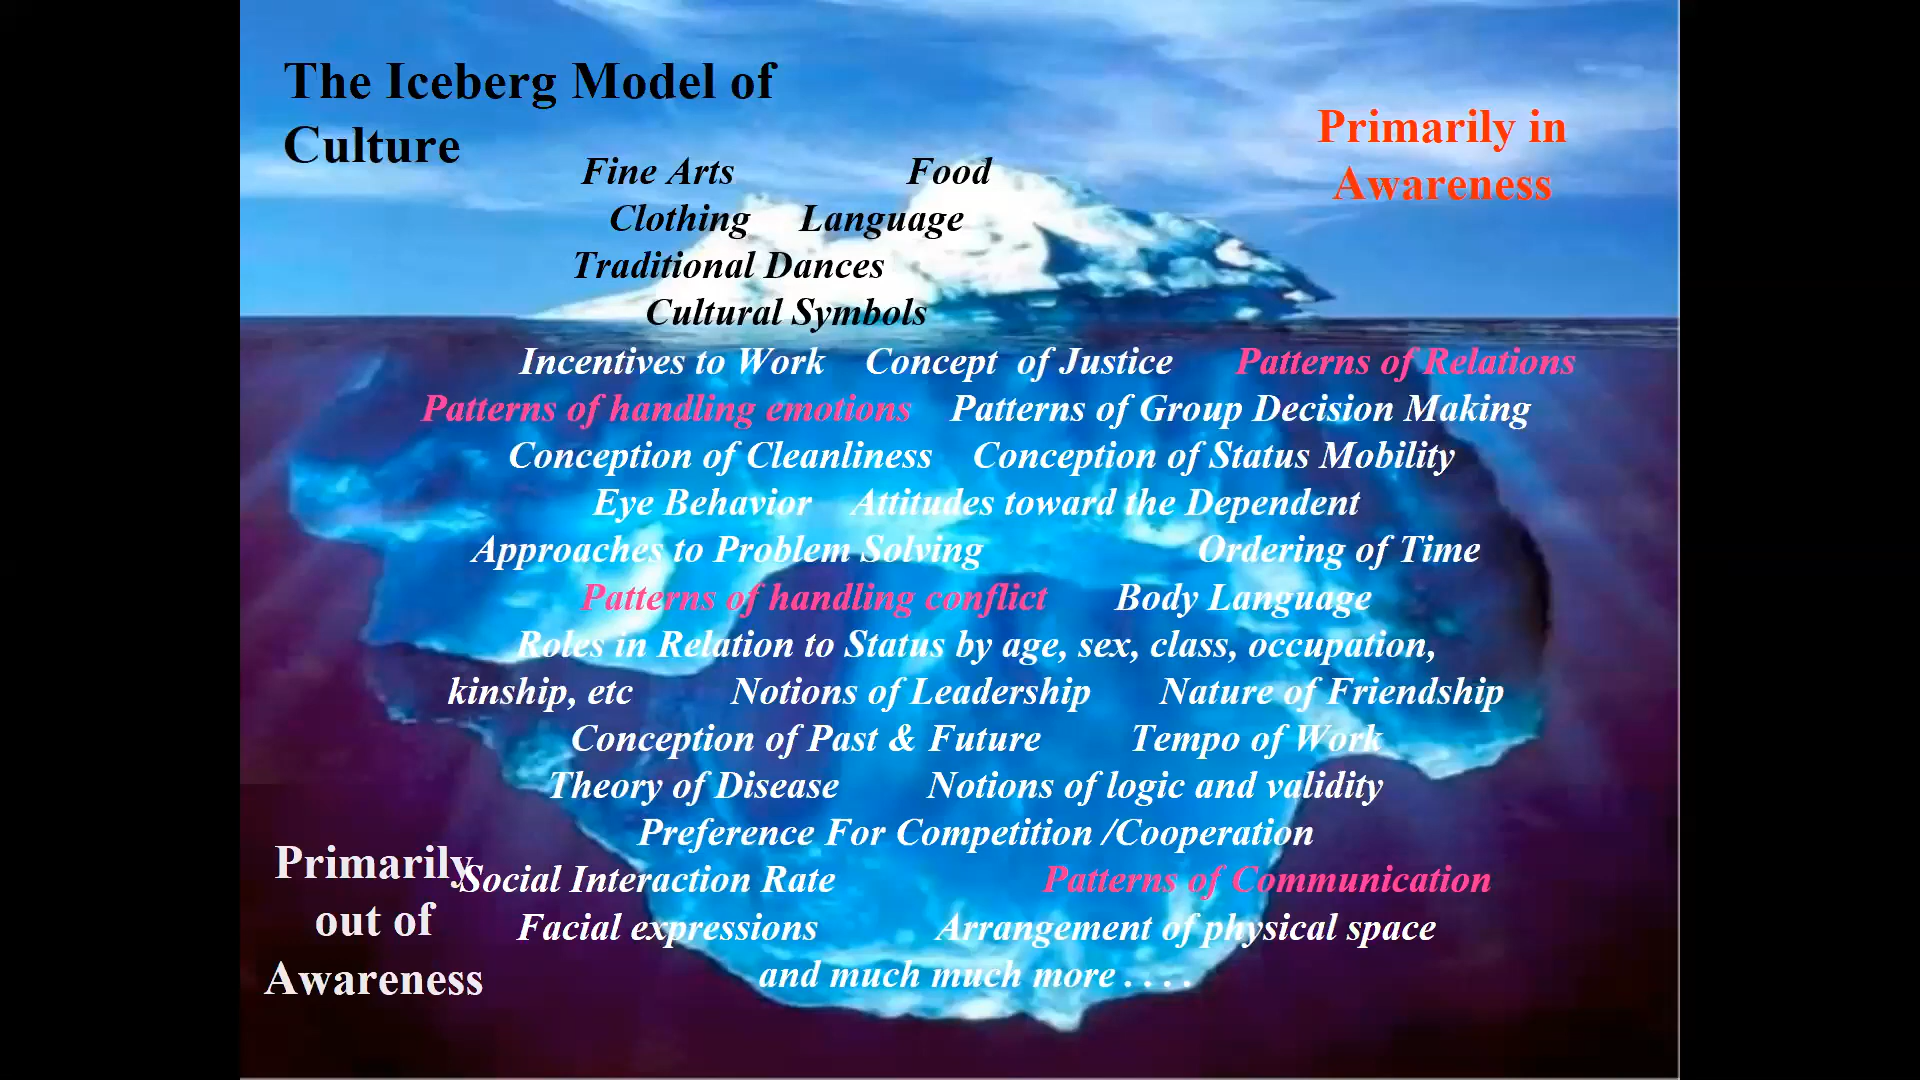 The Iceberg Model of
Culture
Primarily in
Awareness
Fine Arts Food
Clothing Language
Traditional Dances
Cultural Symbols
Incentives to Work Concept of Justice Patterns of Relations
Patterns of handling emotions Patterns of Group Decision Making
Conception of Cleanliness Conception of Status Mobility
Eye Behavior Attitudes toward the Dependent
Approaches to Problem Solving Ordering of Time
Patterns of handling conflict Body Language
Roles in Relation to Status by age, sex, class, occupation,
kinship, etc Notions of Leadership Nature of Friendship
Conception of Past & Future Tempo of Work
Theory of Disease Notions of logic and validity
Preference For Competition /Cooperation
Social Interaction Rate Patterns of Communication
Facial expressions Arrangement of physical space
and much much more . . . .
Primarily
out of
Awareness